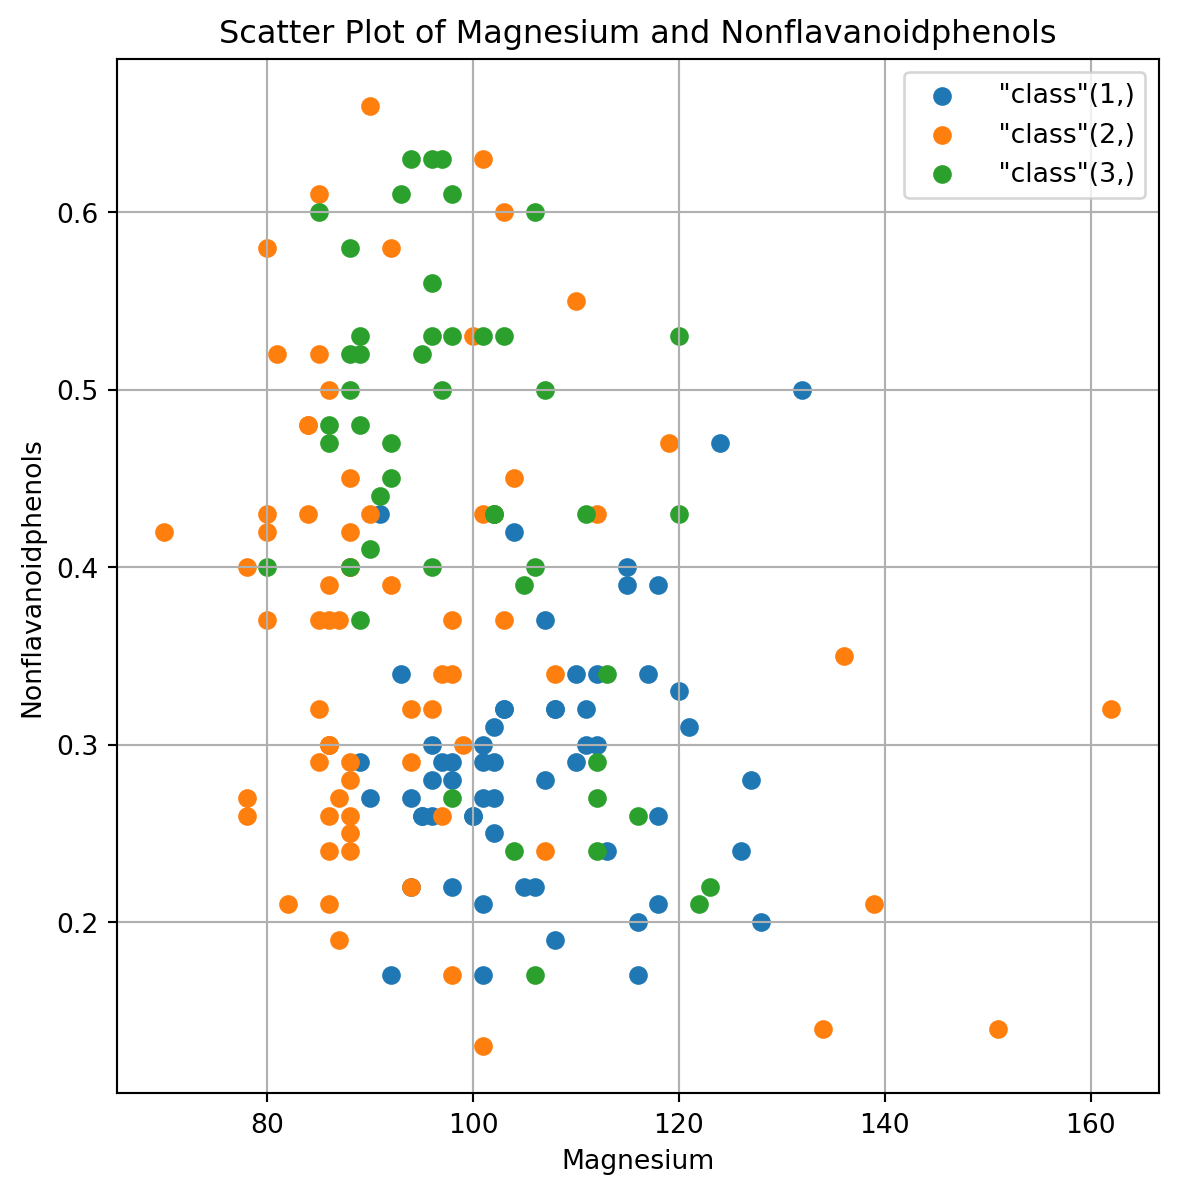 Scatter Plot of Magnesium and Nonflavanoidphenols
"class"(1,)
"class"(2,)
"class"(3,)
0.6
0.5
0.4
0.3
0.2
Nonflavanoidphenols
80 100 120 140 160
Magnesium